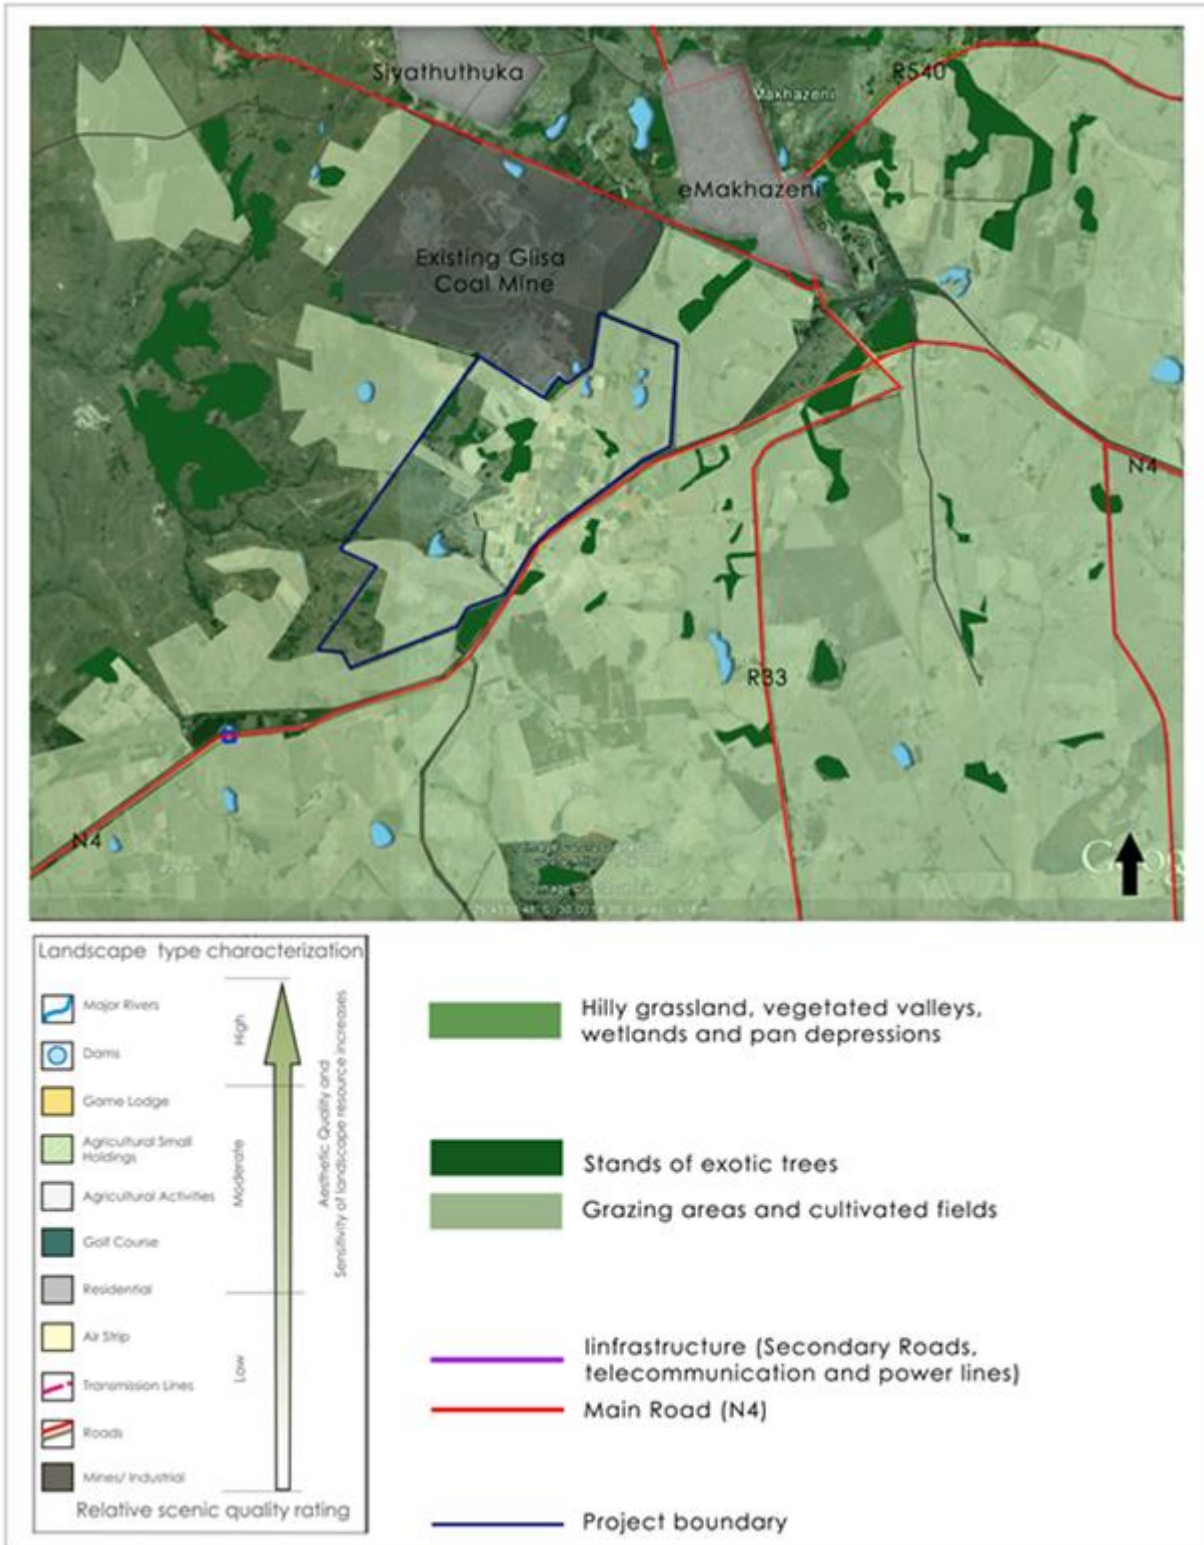 Siyathuthuka
R540
Makhazeni
eMakhazeni
Existing Glisa
Coal Mine
N4
R33
N4
Goog
Landscape type characterization
Major Rivers
Dams
Game Lodge
Agricultural Small
Holdings
Agricultural Activities
Golf Course
Residential
Air Strip
Transmission Lines
Roads
Mines/ Industrial
High
Moderate
Low
Aesthetic Quality and
Sensitivity of landscape resource increases
Relative scenic quality rating
Hilly grassland, vegetated valleys,
wetlands and pan depressions
Stands of exotic trees
Grazing areas and cultivated fields
Iinfrastructure (Secondary Roads,
telecommunication and power lines)
Main Road (N4)
Project boundary